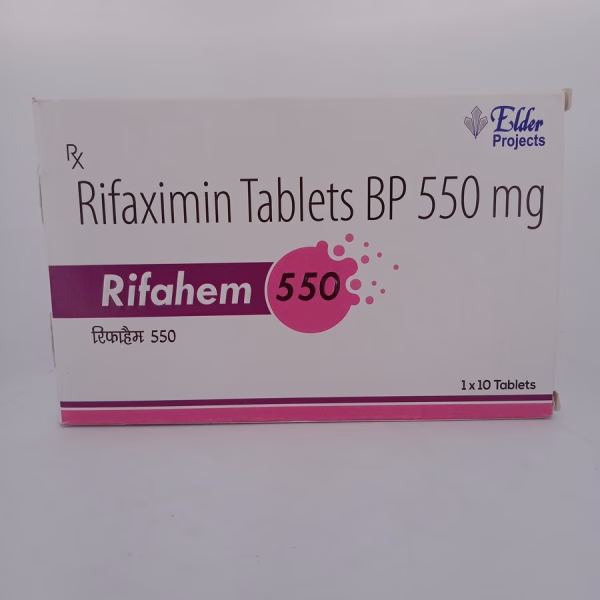 Elder
Projects
Rx
Rifaximin Tablets BP 550 mg
Rifahem 550
रिफाहैम 550
1 x 10 Tablets